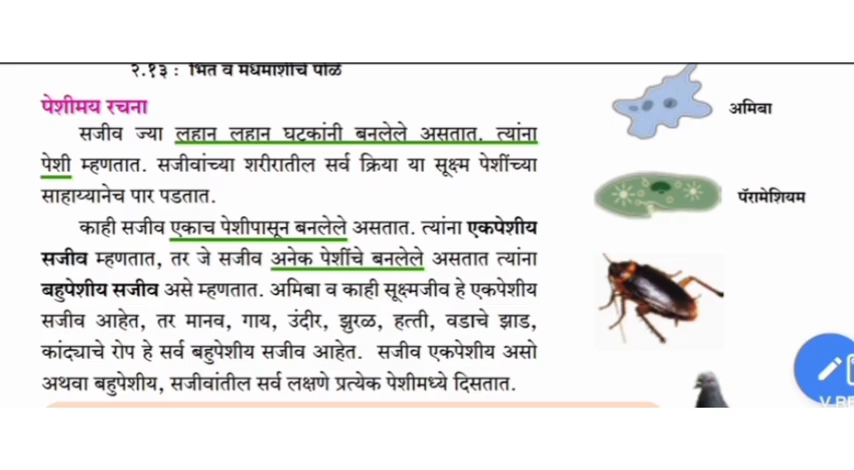 २.१३ : भिंत व मधमाशांचे पोळे
पेशीमय रचना
सजीव ज्या लहान लहान घटकांनी बनलेले असतात. त्यांना
पेशी म्हणतात. सजीवांच्या शरीरातील सर्व क्रिया या सूक्ष्म पेशींच्या
साहाय्यानेच पार पडतात.
काही सजीव एकाच पेशीपासून बनलेले असतात. त्यांना एकपेशीय
सजीव म्हणतात, तर जे सजीव अनेक पेशींचे बनलेले असतात त्यांना
बहुपेशीय सजीव असे म्हणतात. अमिबा व काही सूक्ष्मजीव हे एकपेशीय
सजीव आहेत, तर मानव, गाय, उंदीर, झुरळ, हत्ती, वडाचे झाड,
कांद्याचे रोप हे सर्व बहुपेशीय सजीव आहेत. सजीव एकपेशीय असो
अथवा बहुपेशीय, सजीवांतील सर्व लक्षणे प्रत्येक पेशीमध्ये दिसतात.
अमिबा
पॅरामेशियम